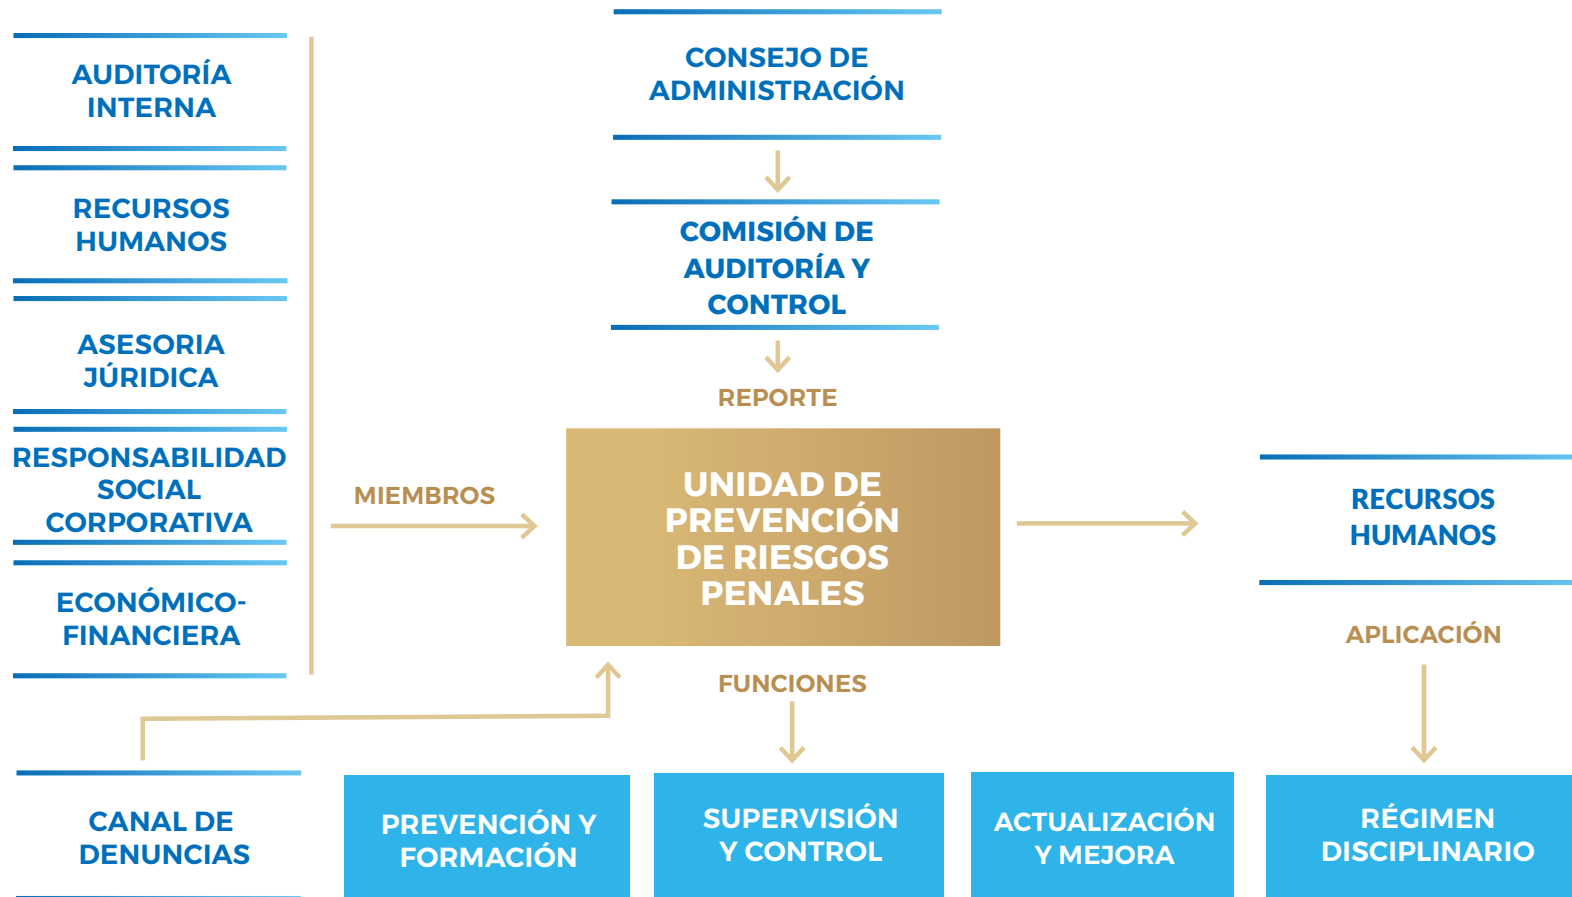 AUDITORÍA
INTERNA
RECURSOS
HUMANOS
ASESORIA
JÚRIDICA
RESPONSABILIDAD
SOCIAL
CORPORATIVA
ECONÓMICO-
FINANCIERA
CANAL DE
DENUNCIAS
MIEMBROS
CONSEJO DE
ADMINISTRACIÓN
COMISIÓN DE
AUDITORÍA Y
CONTROL
REPORTE
UNIDAD DE
PREVENCIÓN
DE RIESGOS
PENALES
FUNCIONES
PREVENCIÓN Y
FORMACIÓN
SUPERVISIÓN
Y CONTROL
ACTUALIZACIÓN
Y MEJORA
RECURSOS
HUMANOS
APLICACIÓN
RÉGIMEN
DISCIPLINARIO